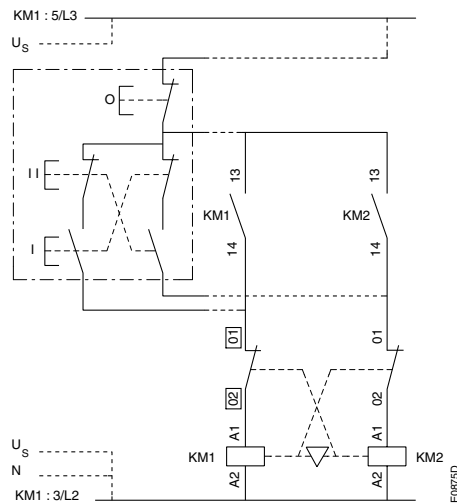 KM1 : 5/L3
US
O
I I
I
13
13
KM1
KM2
14
14
01
01
02
02
A1
A1
US
N
KM1
KM2
A2
A2
KM1 : 3/L2
E0875D